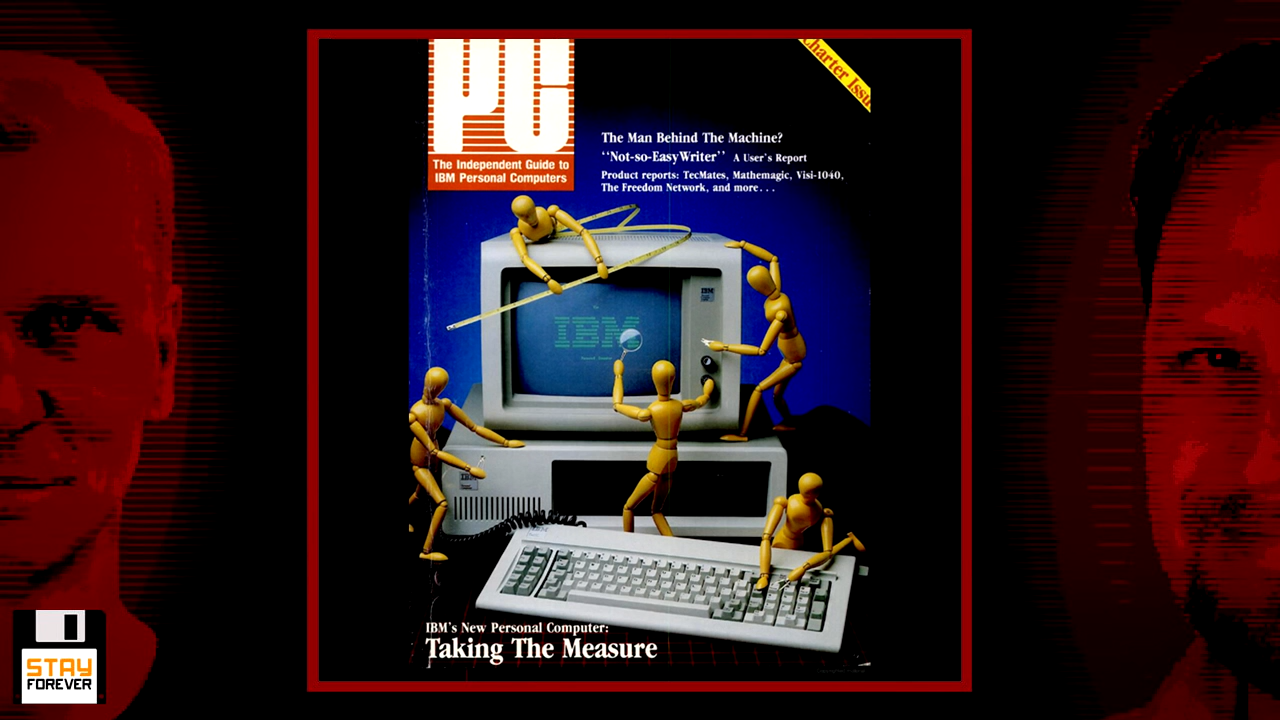 PC
The Independent Guide to
IBM Personal Computers
Charter Issu
The Man Behind The Machine?
‘‘Not-so-EasyWriter’’ A User's Report
Product reports: TecMates, Mathemagic, Visi-1040,
The Freedom Network, and more...
IBM
IBM
IBM
IBM's New Personal Computer:
Taking The Measure
STAY
FOREVER